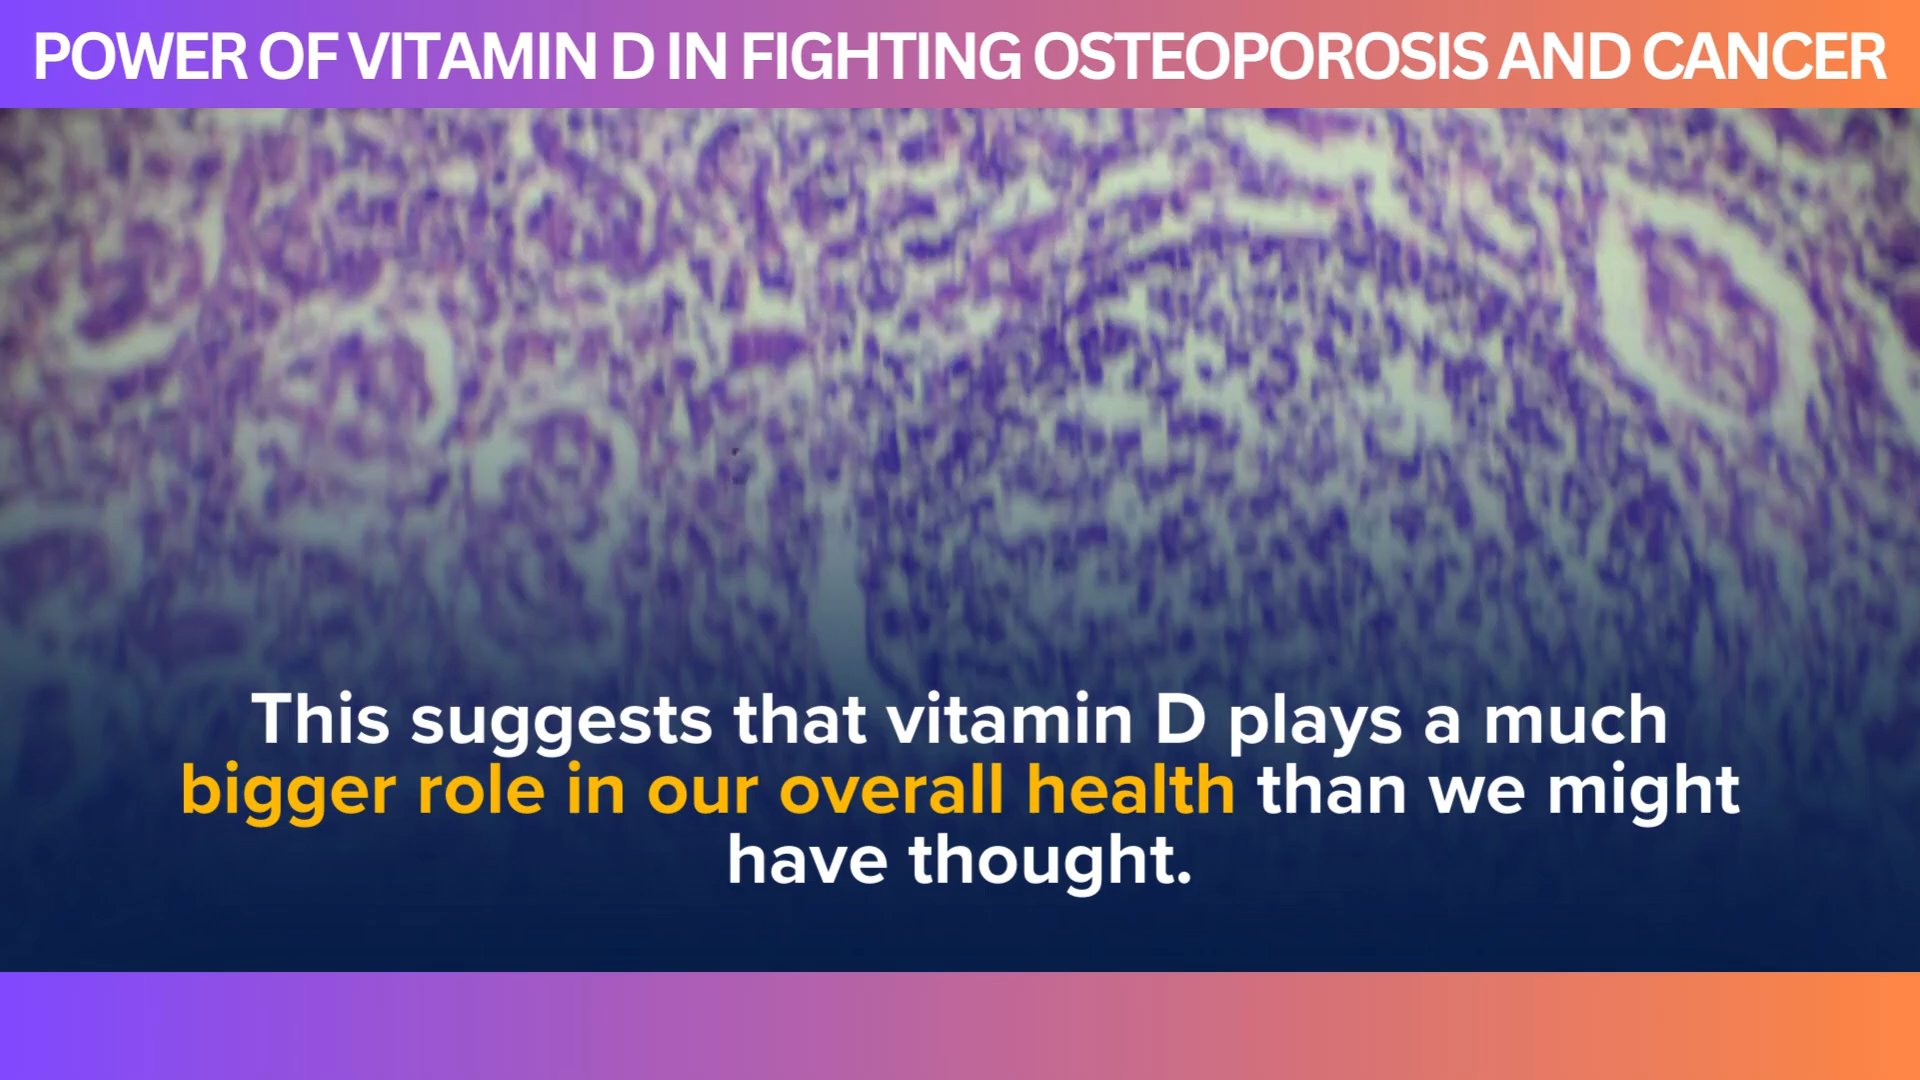 POWER OF VITAMIN D IN FIGHTING OSTEOPOROSIS AND CANCER
This suggests that vitamin D plays a much
bigger role in our overall health than we might
have thought.